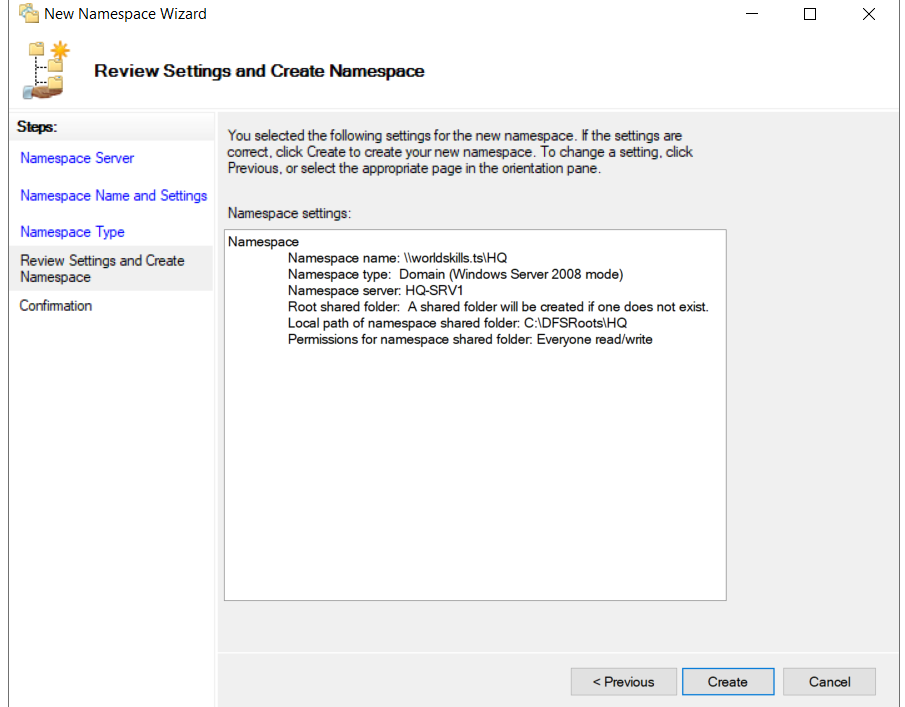 New Namespace Wizard
Review Settings and Create Namespace
Steps:
Namespace Server
Namespace Name and Settings
Namespace Type
Review Settings and Create
Namespace
Confirmation
You selected the following settings for the new namespace. If the settings are
correct, click Create to create your new namespace. To change a setting, click
Previous, or select the appropriate page in the orientation pane.
Namespace settings:
Namespace
Namespace name: \\worldskills.ts\HQ
Namespace type:  Domain (Windows Server 2008 mode)
Namespace server: HQ-SRV1
Root shared folder:  A shared folder will be created if one does not exist.
Local path of namespace shared folder: C:\DFSRoots\HQ
Permissions for namespace shared folder: Everyone read/write
< Previous
Create
Cancel